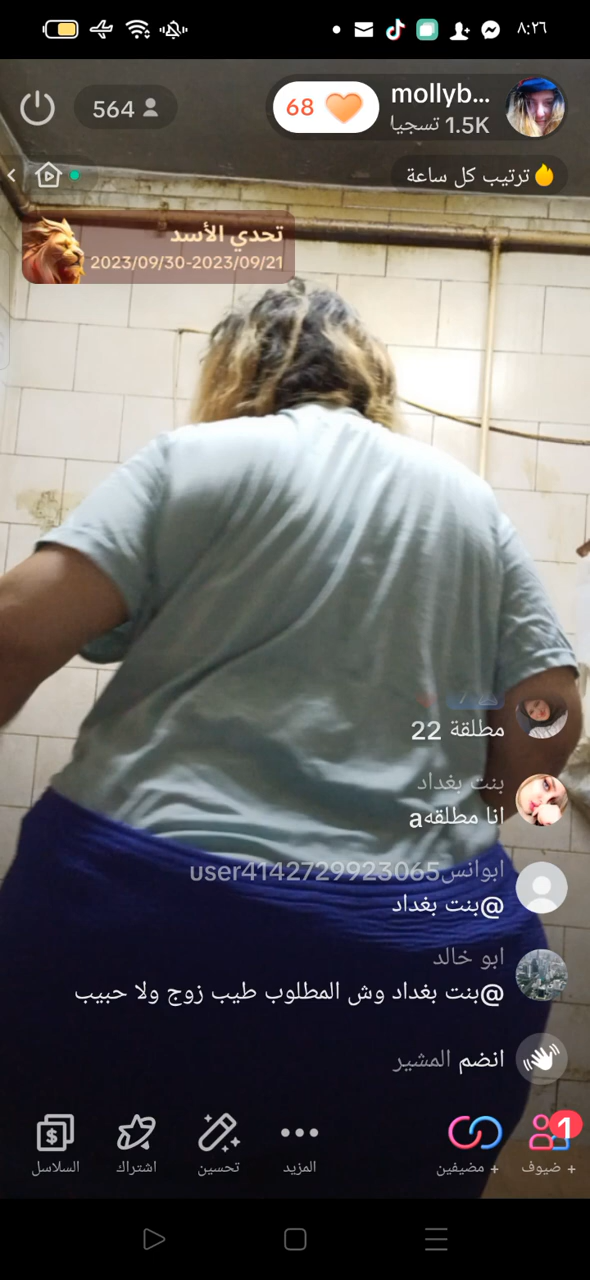 ٨:٢٦
mollyb...
1.5K تسجيا
68
564
ترتيب كل ساعة
تحدي الأسد
2023/09/30-2023/09/21
مطلقة 22
بنت بغداد
انا مطلقهa
ابوانسuser4142729923065
@بنت بغداد
ابو خالد
@بنت بغداد وش المطلوب طيب زوج ولا حبيب
انضم المشير
1
+ ضيوف
+ مضيفين
المزيد
تحسين
اشتراك
السلاسل